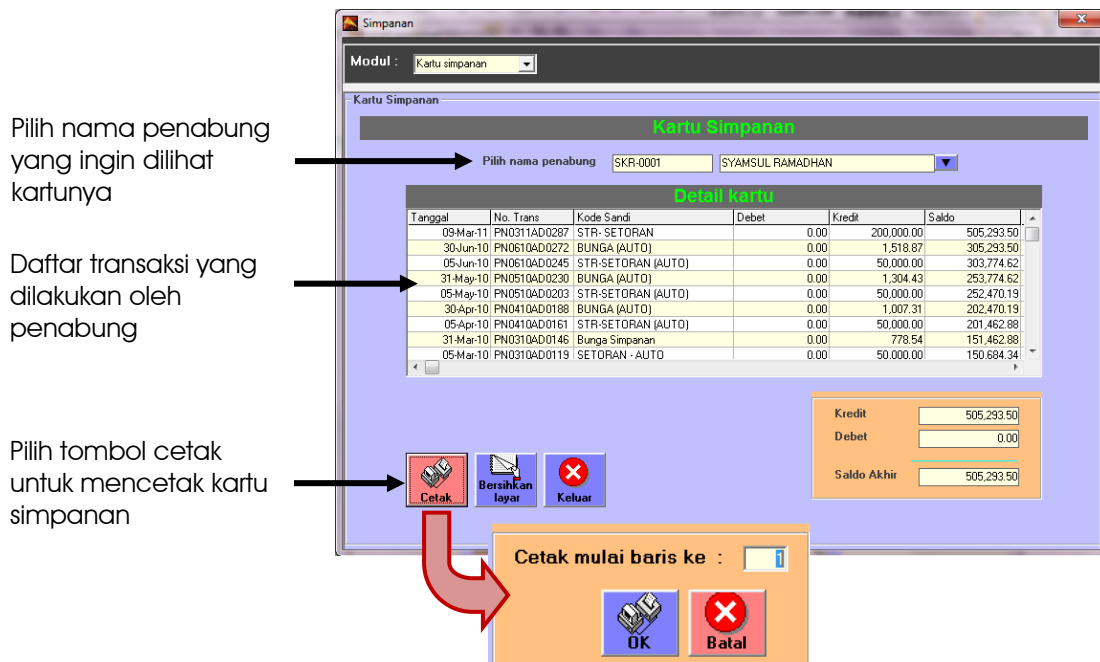 Simpanan
Modul : Kartu simpanan
Kartu Simpanan
Kartu Simpanan
Pilih nama penabung
yang ingin dilihat
kartunya
Pilih nama penabung SKR-0001 SYAMSUL RAMADHAN
Detail kartu
Tanggal No. Trans Kode Sandi Debet Kredit Saldo
09-Mar-11 PN0311AD0287 STR- SETORAN 0.00 200,000.00 505,293.50
30-Jun-10 PN0610AD0272 BUNGA (AUTO) 0.00 1,518.87 305,293.50
05-Jun-10 PN0610AD0245 STR-SETORAN (AUTO) 0.00 50,000.00 303,774.62
31-May-10 PN0510AD0230 BUNGA (AUTO) 0.00 1,304.43 253,774.62
05-May-10 PN0510AD0203 STR-SETORAN (AUTO) 0.00 50,000.00 252,470.19
30-Apr-10 PN0410AD0188 BUNGA (AUTO) 0.00 1,007.31 202,470.19
05-Apr-10 PN0410AD0161 STR-SETORAN (AUTO) 0.00 50,000.00 201,462.88
31-Mar-10 PN0310AD0146 Bunga Simpanan 0.00 778.54 151,462.88
05-Mar-10 PN0310AD0119 SETORAN - AUTO 0.00 50,000.00 150,684.34
Daftar transaksi yang
dilakukan oleh
penabung
Kredit 505,293.50
Debet 0.00
Saldo Akhir 505,293.50
Pilih tombol cetak
untuk mencetak kartu
simpanan
Cetak
Bersihkan
layar
Keluar
Cetak mulai baris ke : 1
OK
Batal